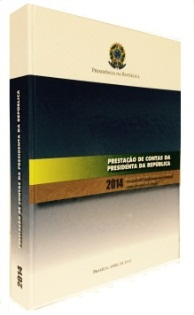 PRESIDÊNCIA DA REPÚBLICA
PRESTAÇÃO DE CONTAS DA
PRESIDENTA DA REPÚBLICA
2014
PRESTAÇÃO DE CONTAS DA PRESIDENTA DA REPÚBLICA
2014